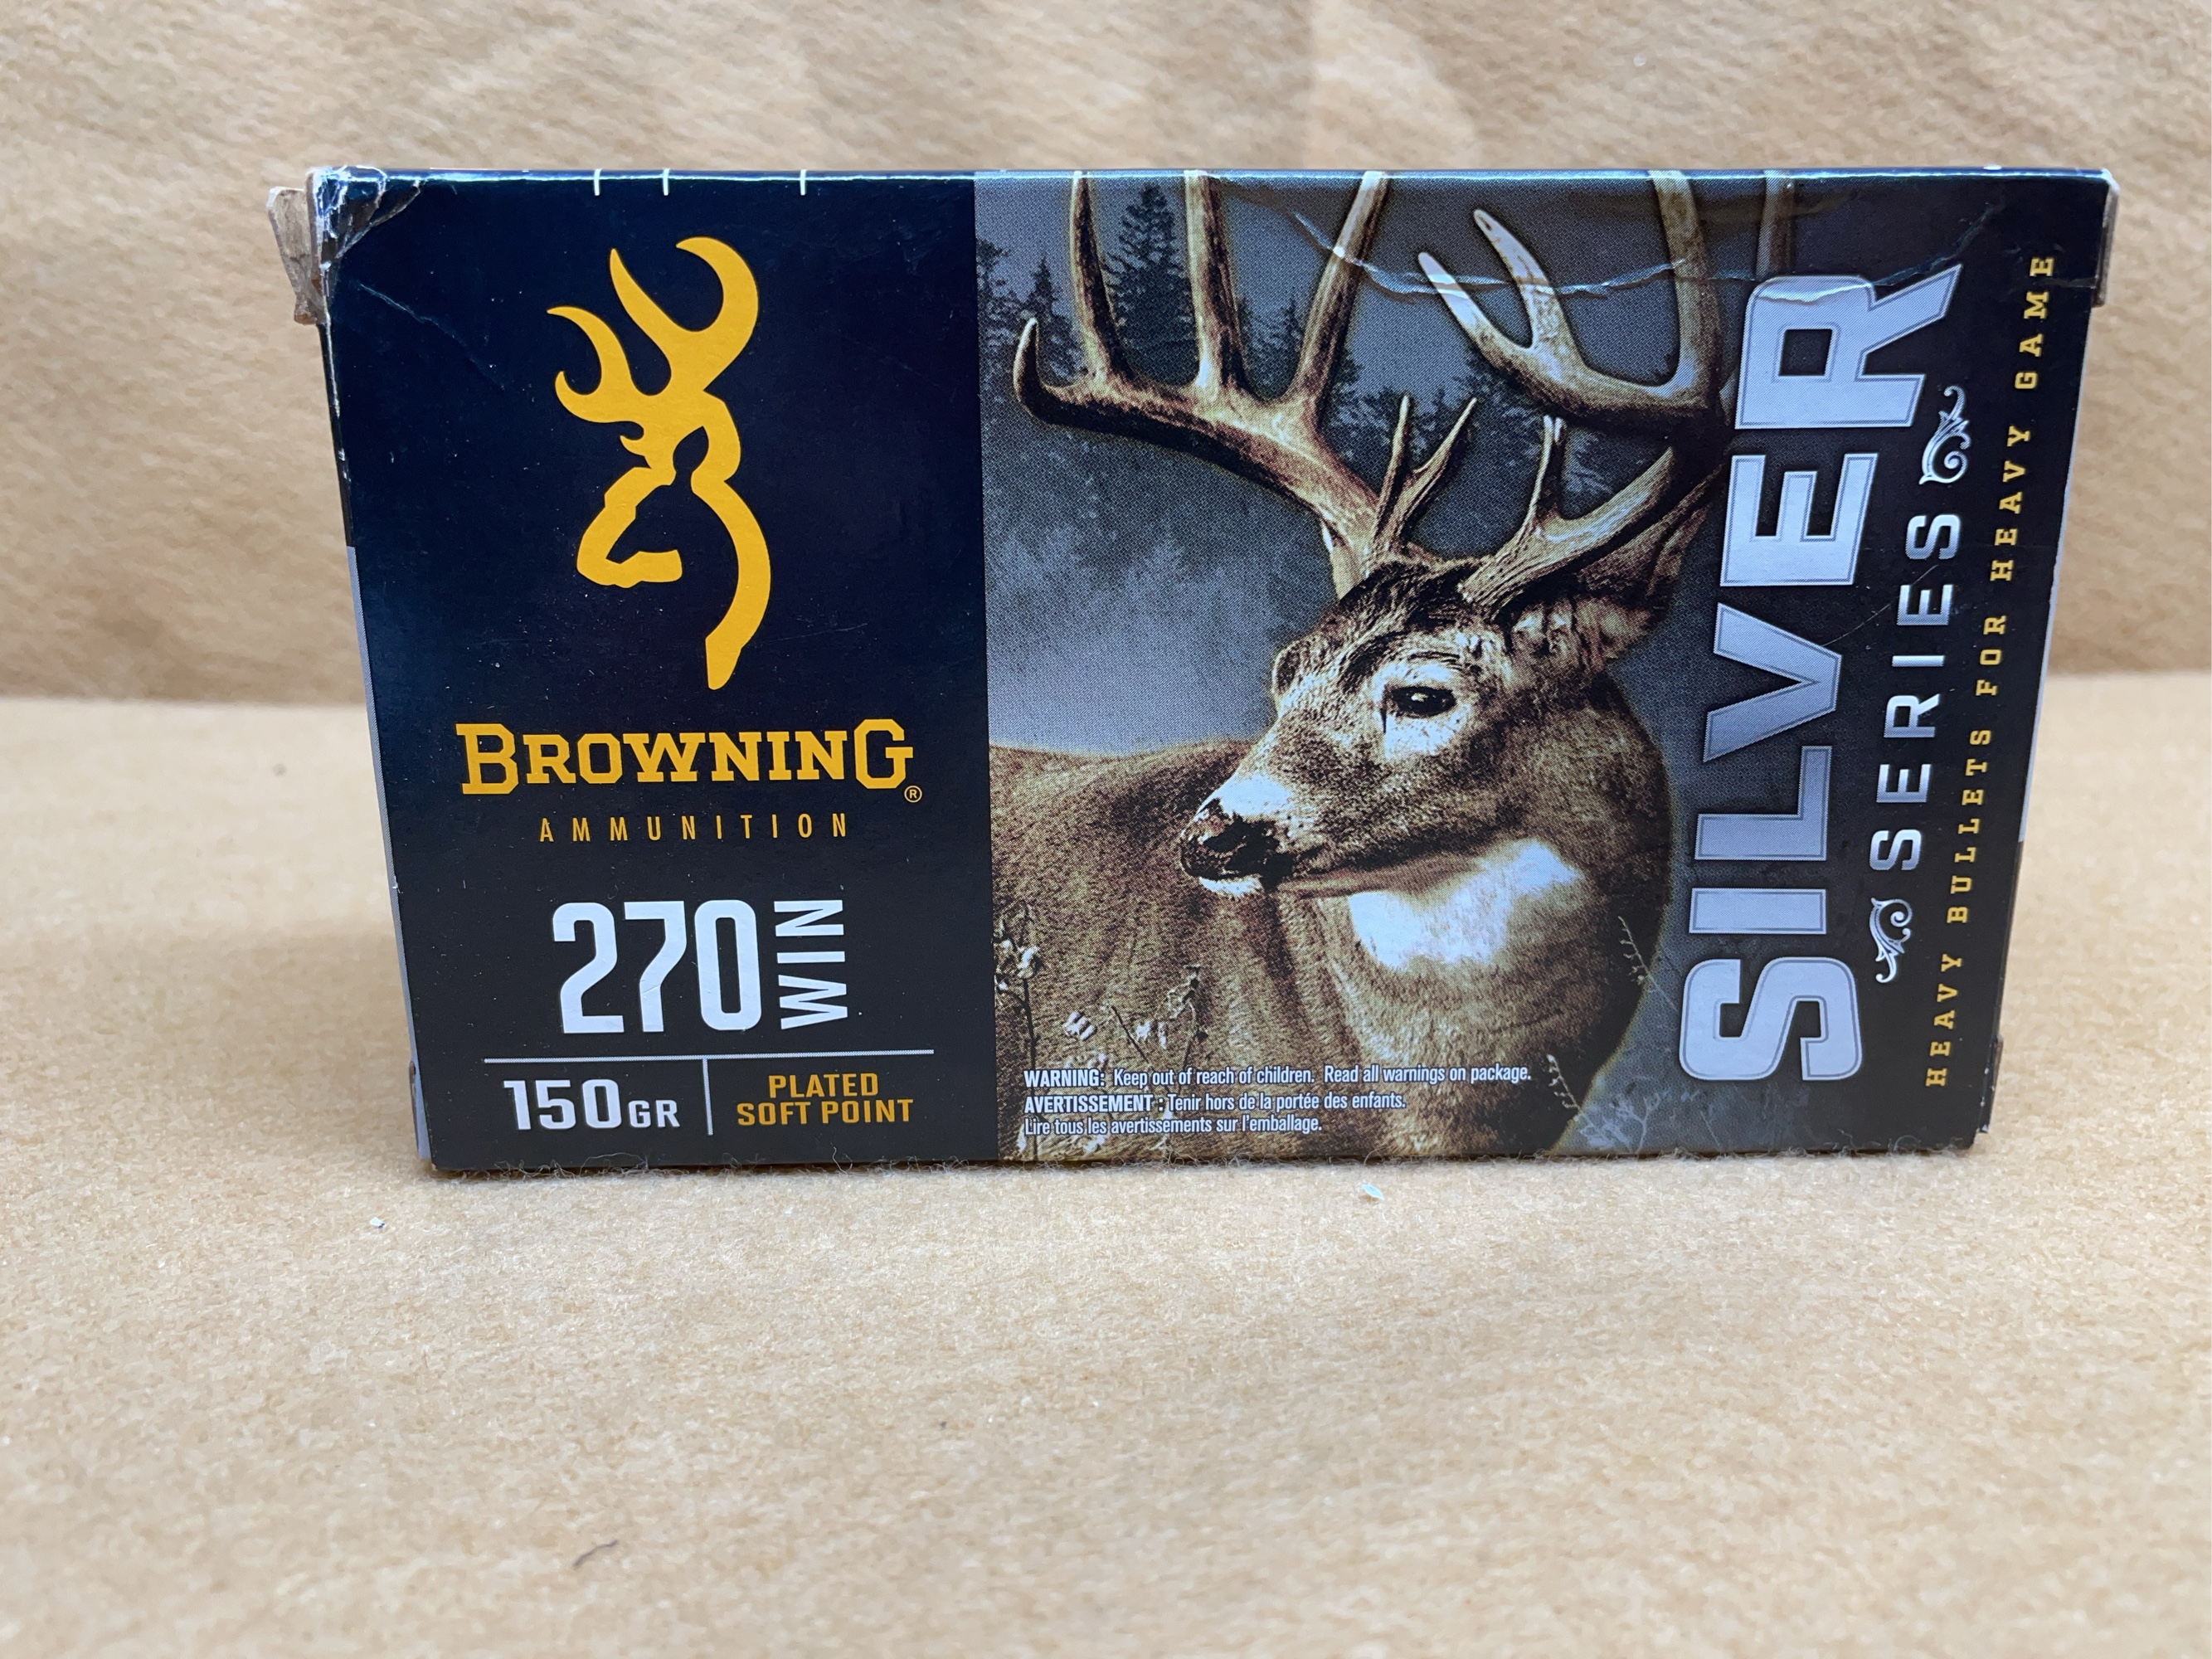 BROWNING®
AMMUNITION
270 WIN
150GR
PLATED
SOFT POINT
WARNING: Keep out of reach of children. Read all warnings on package.
AVERTISSEMENT : Tenir hors de la portée des enfants.
Lire tous les avertissements sur l'emballage.
SILVER
SERIES
HEAVY BULLETS FOR HEAVY GAME